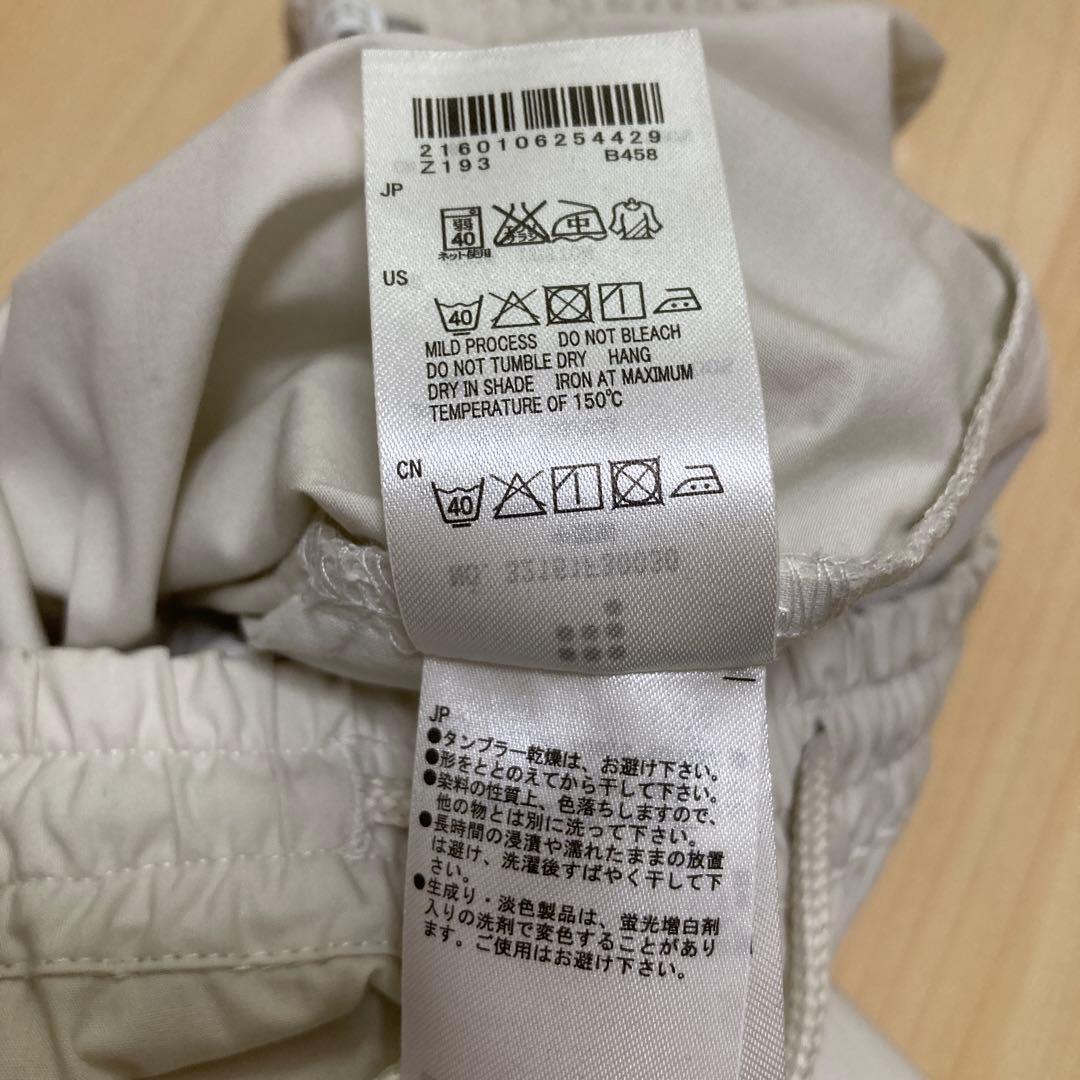 2160106254429
Z193 B458
JP
弱
40
エンソ
サラシ
中
ネット使用
US
40
MILD PROCESS DO NOT BLEACH
DO NOT TUMBLE DRY HANG
DRY IN SHADE IRON AT MAXIMUM
TEMPERATURE OF 150℃
CN
40
JP
●タンブラー乾燥は、お避け下さい。
●形をととのえてから干して下さい。
●染料の性質上、色落ちしますので、
他の物とは別に洗って下さい。
●長時間の浸漬や濡れたままの放置
は避け、洗濯後すばやく干して下
さい。
●生成り・淡色製品は、蛍光増白剤
入りの洗剤で変色することがあり
ます。ご使用はお避け下さい。